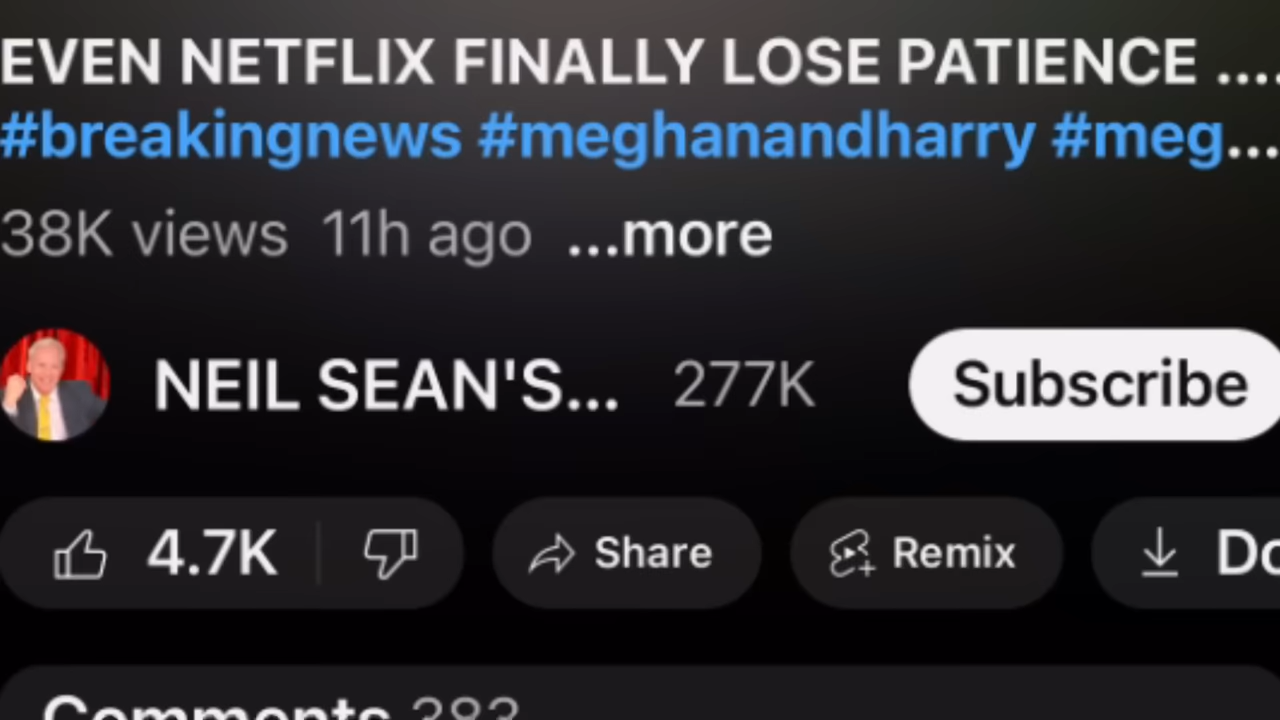 EVEN NETFLIX FINALLY LOSE PATIENCE ....
#breakingnews #meghanandharry #meg...
38K views 11h ago ...more
NEIL SEAN'S... 277K Subscribe
4.7K Share Remix Do
Comments 383